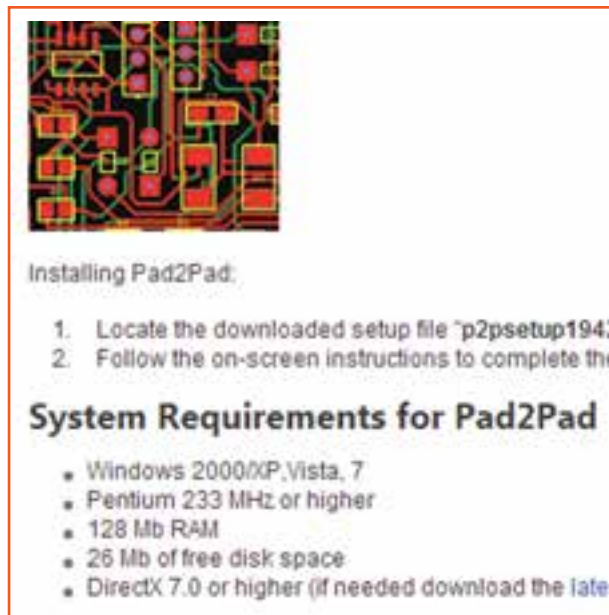 Installing Pad2Pad:
1. Locate the downloaded setup file "p2psetup194
2. Follow the on-screen instructions to complete the
System Requirements for Pad2Pad
• Windows 2000/XP,Vista, 7
• Pentium 233 MHz or higher
• 128 Mb RAM
• 26 Mb of free disk space
• DirectX 7.0 or higher (if needed download the late